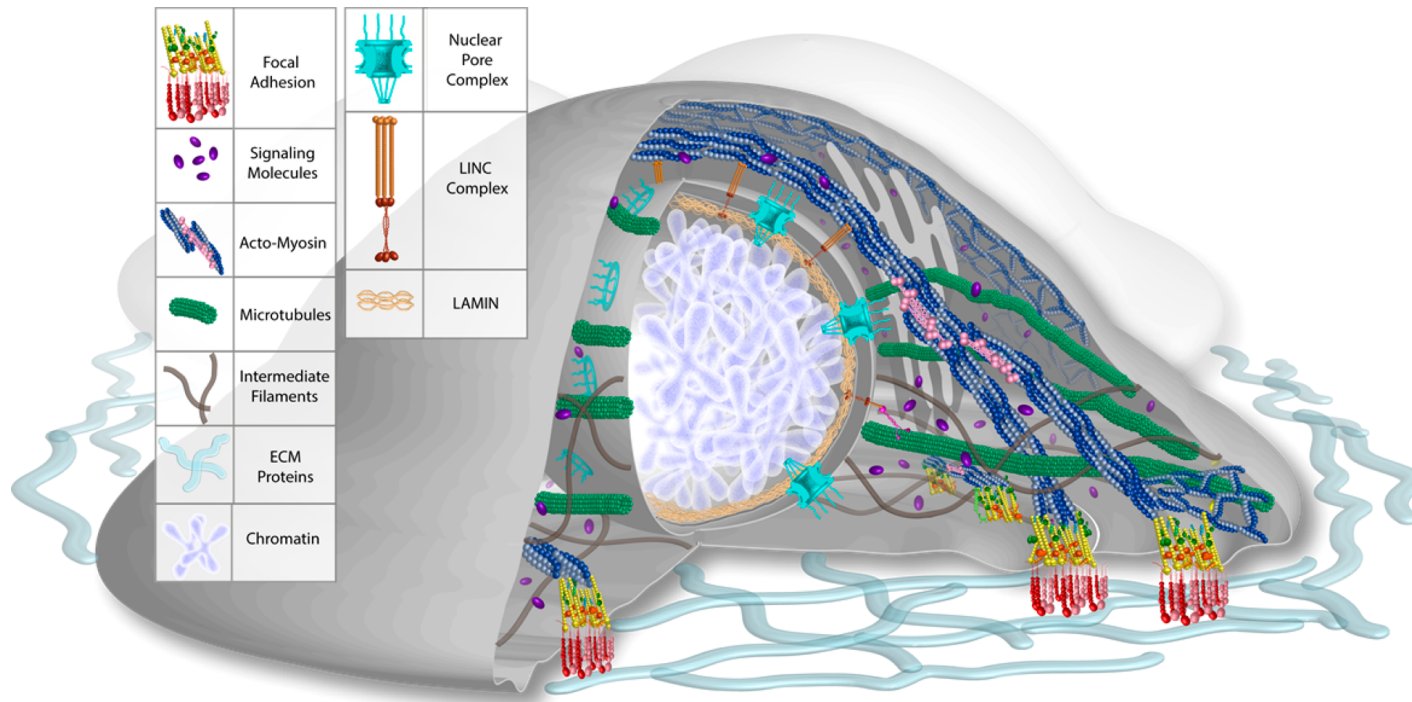 Focal
Adhesion
Signaling
Molecules
Acto-Myosin
Microtubules
Intermediate
Filaments
ECM
Proteins
Chromatin
Nuclear
Pore
Complex
LINC
Complex
LAMIN